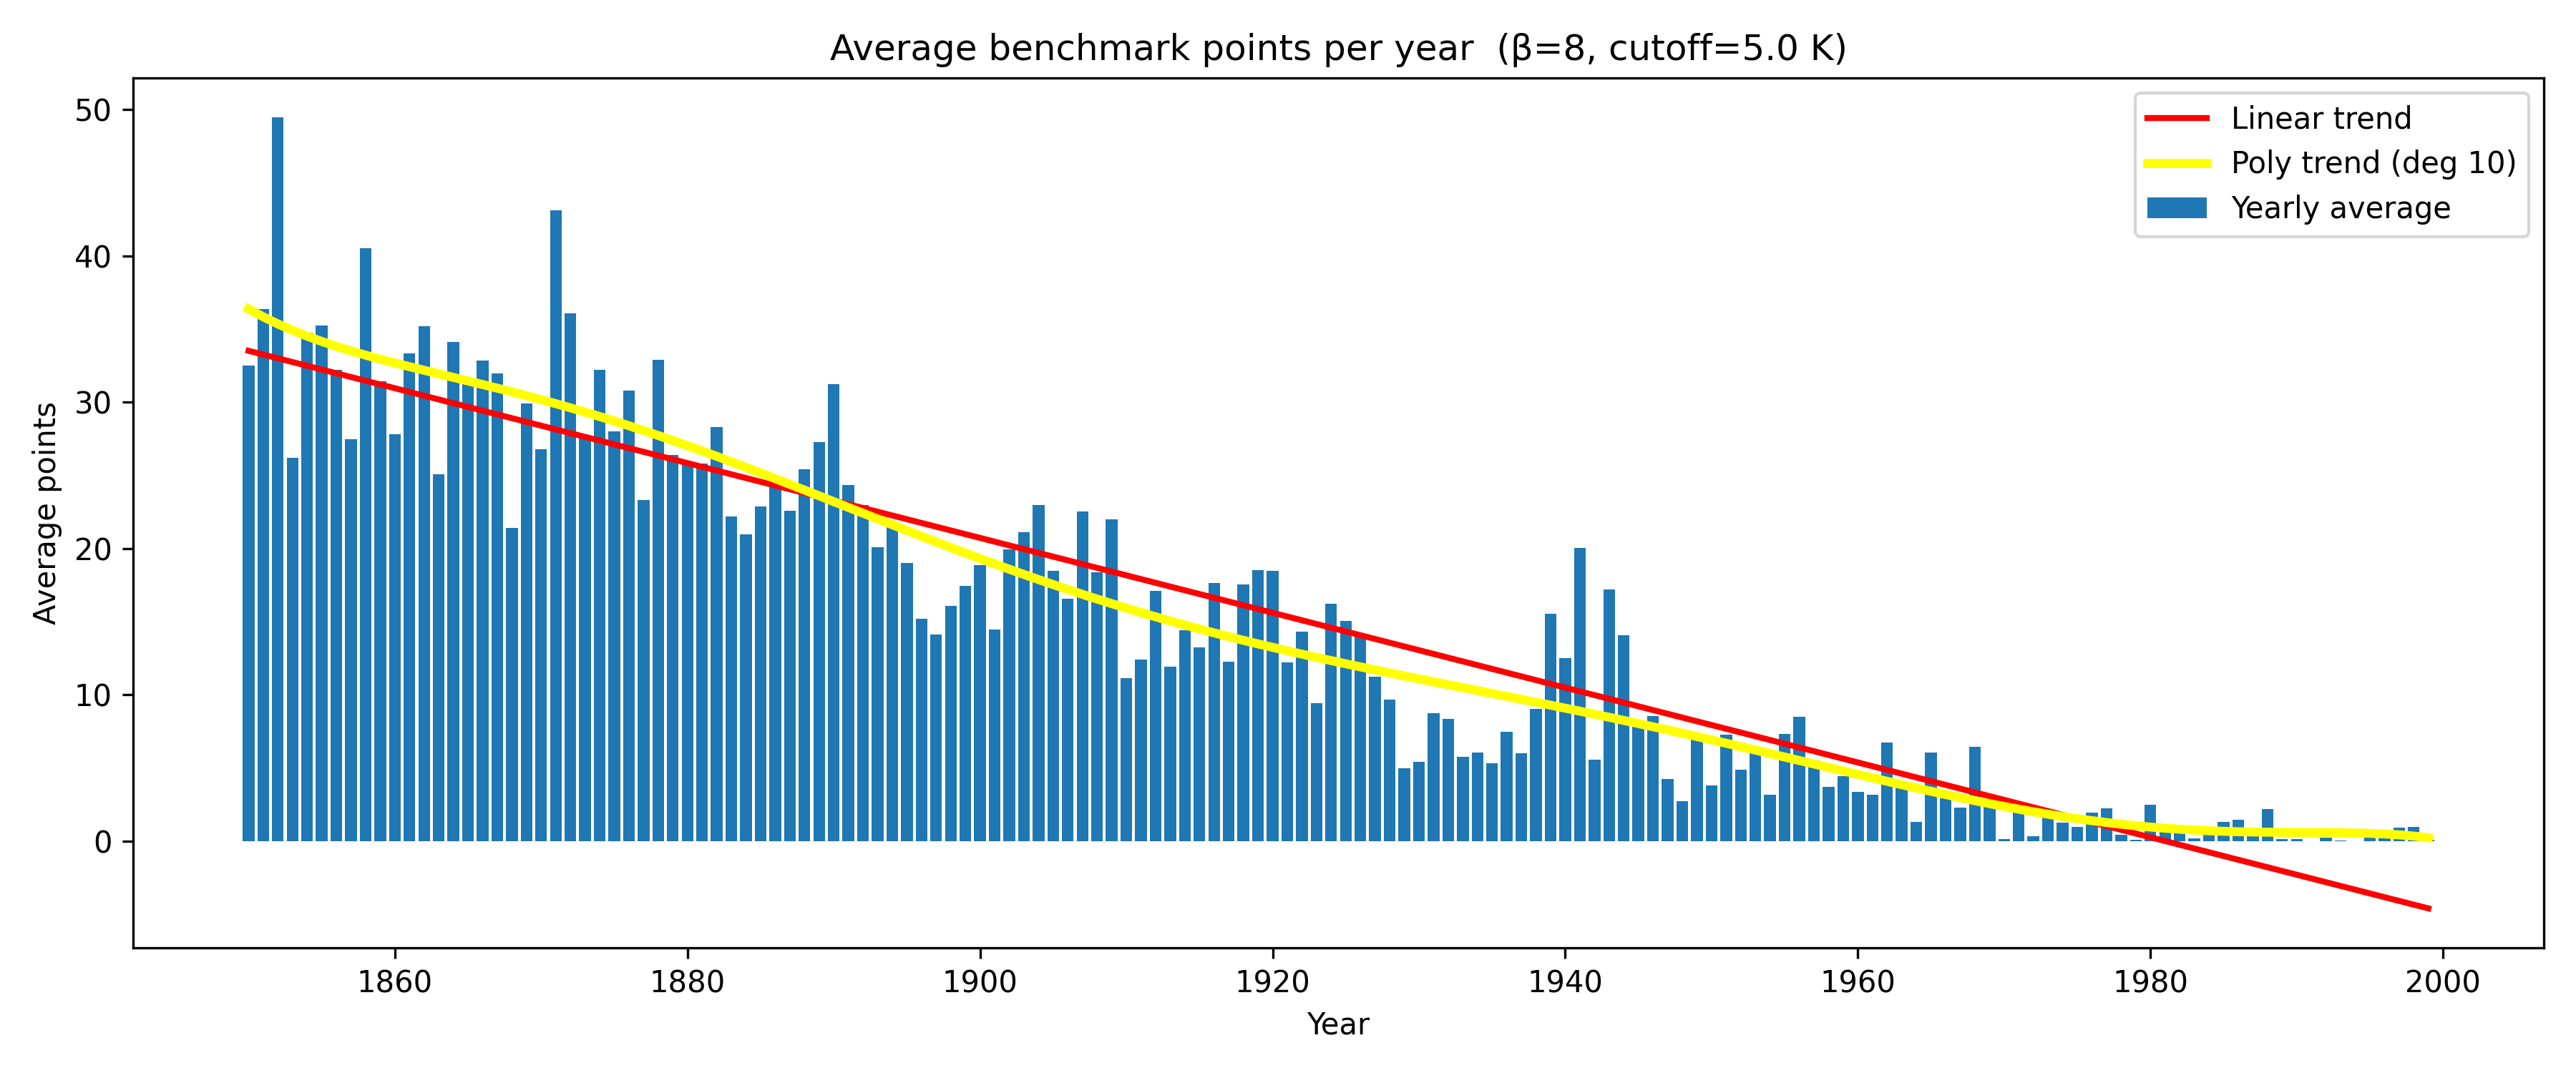 Average benchmark points per year  (β=8, cutoff=5.0 K)
Linear trend
Poly trend (deg 10)
Yearly average
50
40
30
20
10
0
Average points
1860 1880 1900 1920 1940 1960 1980 2000
Year